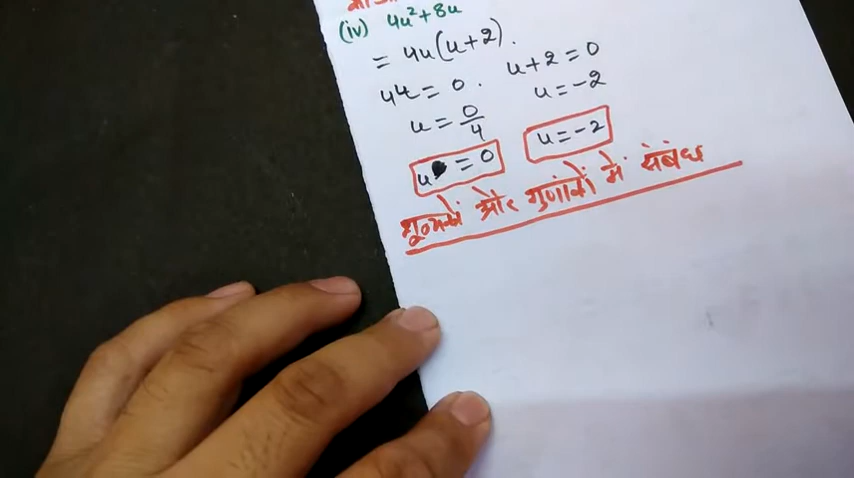 (iv) 4u²+8u
= 4u(u+2).
4u = 0. u+2=0
u = 0/4 u=-2
u = 0 u=-2
शून्यकों और गुणांकों में संबंध